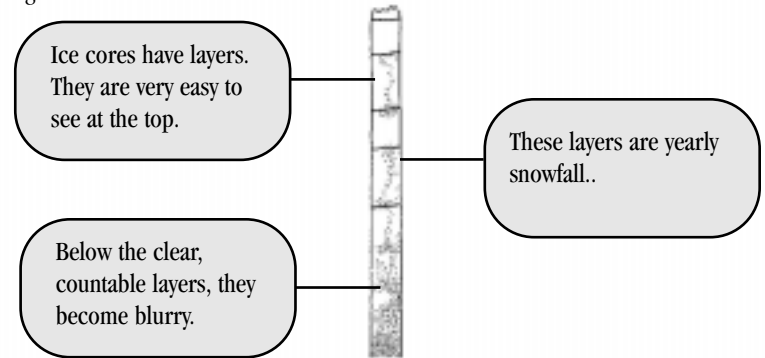 Ice cores have layers.
They are very easy to
see at the top.
These layers are yearly
snowfall..
Below the clear,
countable layers, they
become blurry.